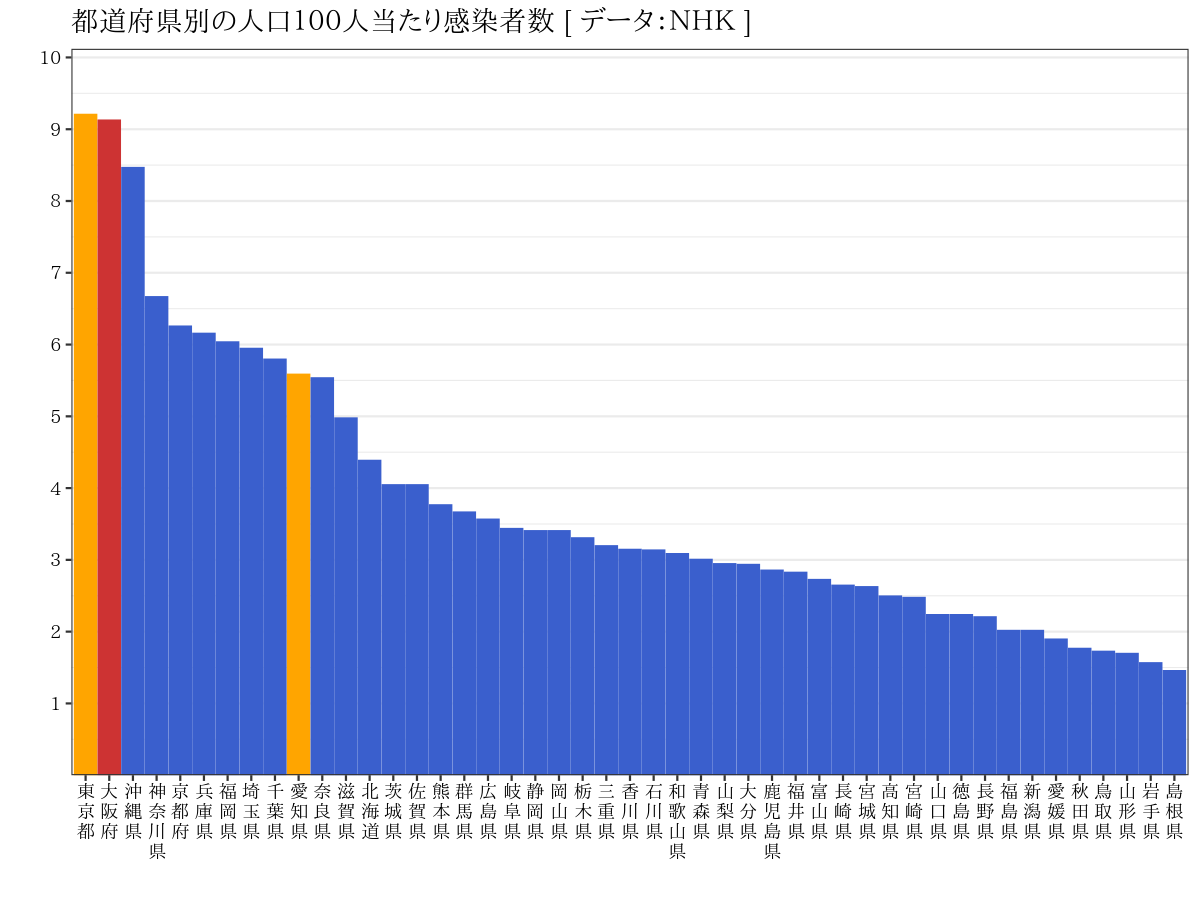 都道府県別の人口100人当たり感染者数 [ データ：NHK ]
10
9
8
7
6
5
4
3
2
1
東京都
大阪府
沖縄県
神奈川県
京都府
兵庫県
福岡県
埼玉県
千葉県
愛知県
奈良県
滋賀県
北海道
茨城県
佐賀県
熊本県
群馬県
広島県
岐阜県
静岡県
岡山県
栃木県
三重県
香川県
石川県
和歌山県
青森県
山梨県
大分県
鹿児島県
福井県
富山県
長崎県
宮城県
高知県
宮崎県
山口県
徳島県
長野県
福島県
新潟県
愛媛県
秋田県
鳥取県
山形県
岩手県
島根県